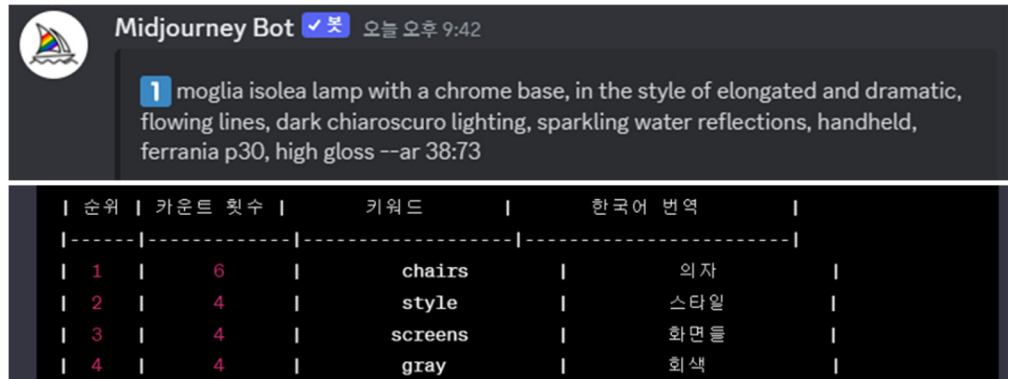 Midjourney Bot ✓봇 오늘 오후 9:42
1 moglia isolea lamp with a chrome base, in the style of elongated and dramatic,
flowing lines, dark chiaroscuro lighting, sparkling water reflections, handheld,
ferrania p30, high gloss --ar 38:73
| 순위 | 카운트 횟수 | 키워드 | 한국어 번역 |
|------|-------------|-------------------|------------------------|
| 1 | 6 | chairs | 의자 |
| 2 | 4 | style | 스타일 |
| 3 | 4 | screens | 화면들 |
| 4 | 4 | gray | 회색 |